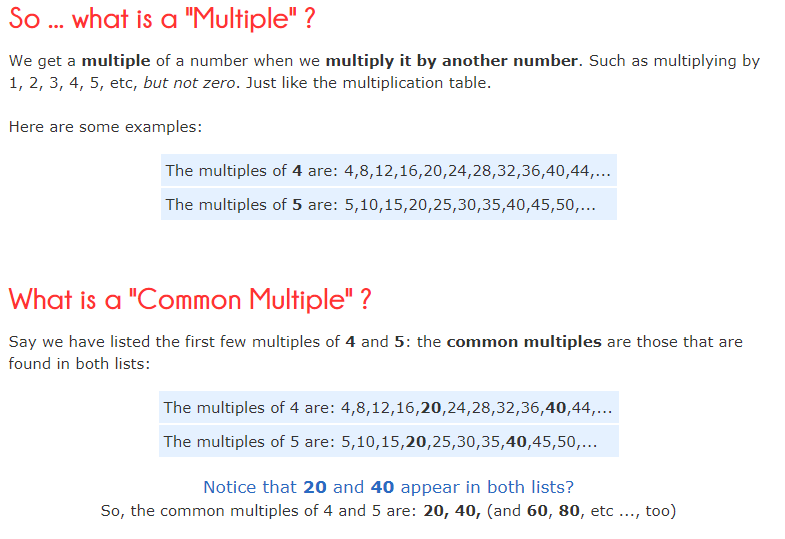 So ... what is a "Multiple" ?
We get a multiple of a number when we multiply it by another number. Such as multiplying by
1, 2, 3, 4, 5, etc, but not zero. Just like the multiplication table.
Here are some examples:
The multiples of 4 are: 4,8,12,16,20,24,28,32,36,40,44,...
The multiples of 5 are: 5,10,15,20,25,30,35,40,45,50,...
What is a "Common Multiple" ?
Say we have listed the first few multiples of 4 and 5: the common multiples are those that are
found in both lists:
The multiples of 4 are: 4,8,12,16,20,24,28,32,36,40,44,...
The multiples of 5 are: 5,10,15,20,25,30,35,40,45,50,...
Notice that 20 and 40 appear in both lists?
So, the common multiples of 4 and 5 are: 20, 40, (and 60, 80, etc ..., too)